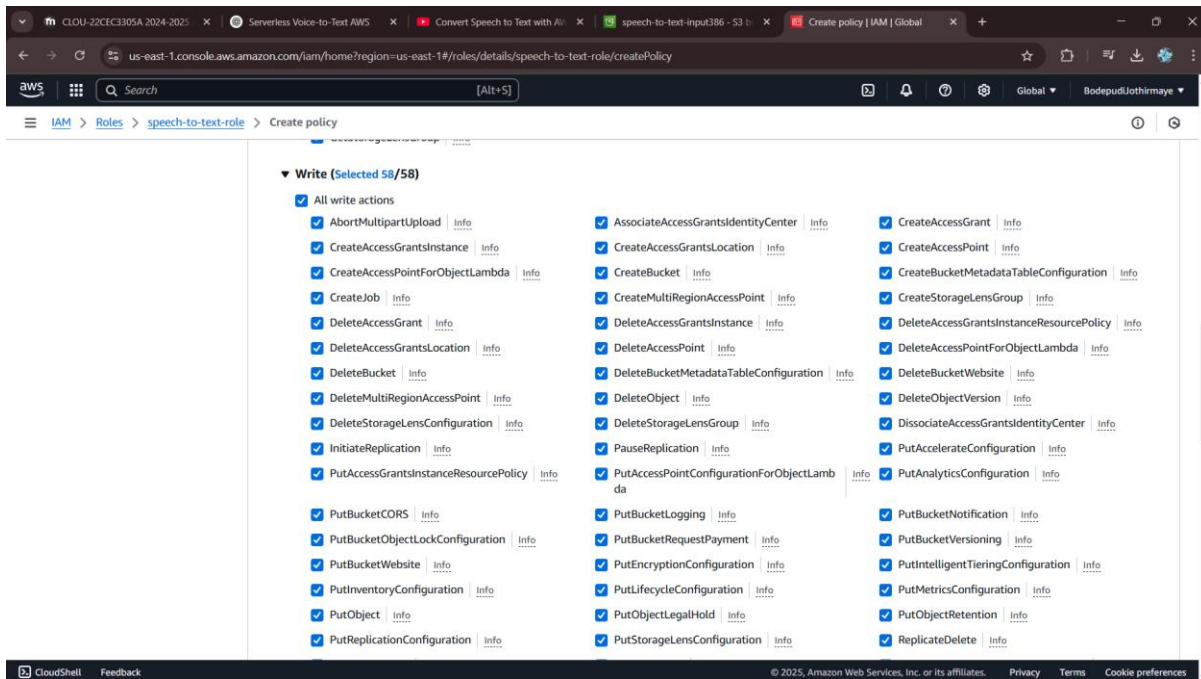 CLOU-22CEC3305A 2024-2025
Serverless Voice-to-Text AWS
Convert Speech to Text with AW
speech-to-text-input386 - S3 b
Create policy | IAM | Global
us-east-1.console.aws.amazon.com/iam/home?region=us-east-1#/roles/details/speech-to-text-role/createPolicy
aws Search [Alt+S] Global BodepudiJothirmaye
IAM > Roles > speech-to-text-role > Create policy
GetStorageLensGroup Info
Write (Selected 58/58)
All write actions
AbortMultipartUpload Info AssociateAccessGrantsIdentityCenter Info CreateAccessGrant Info
CreateAccessGrantsInstance Info CreateAccessGrantsLocation Info CreateAccessPoint Info
CreateAccessPointForObjectLambda Info CreateBucket Info CreateBucketMetadataTableConfiguration Info
CreateJob Info CreateMultiRegionAccessPoint Info CreateStorageLensGroup Info
DeleteAccessGrant Info DeleteAccessGrantsInstance Info DeleteAccessGrantsInstanceResourcePolicy Info
DeleteAccessGrantsLocation Info DeleteAccessPoint Info DeleteAccessPointForObjectLambda Info
DeleteBucket Info DeleteBucketMetadataTableConfiguration Info DeleteBucketWebsite Info
DeleteMultiRegionAccessPoint Info DeleteObject Info DeleteObjectVersion Info
DeleteStorageLensConfiguration Info DeleteStorageLensGroup Info DissociateAccessGrantsIdentityCenter Info
InitiateReplication Info PauseReplication Info PutAccelerateConfiguration Info
PutAccessGrantsInstanceResourcePolicy Info PutAccessPointConfigurationForObjectLamb Info PutAnalyticsConfiguration Info
da
PutBucketCORS Info PutBucketLogging Info PutBucketNotification Info
PutBucketObjectLockConfiguration Info PutBucketRequestPayment Info PutBucketVersioning Info
PutBucketWebsite Info PutEncryptionConfiguration Info PutIntelligentTieringConfiguration Info
PutInventoryConfiguration Info PutLifecycleConfiguration Info PutMetricsConfiguration Info
PutObject Info PutObjectLegalHold Info PutObjectRetention Info
PutReplicationConfiguration Info PutStorageLensConfiguration Info ReplicateDelete Info
CloudShell Feedback © 2025, Amazon Web Services, Inc. or its affiliates. Privacy Terms Cookie preferences